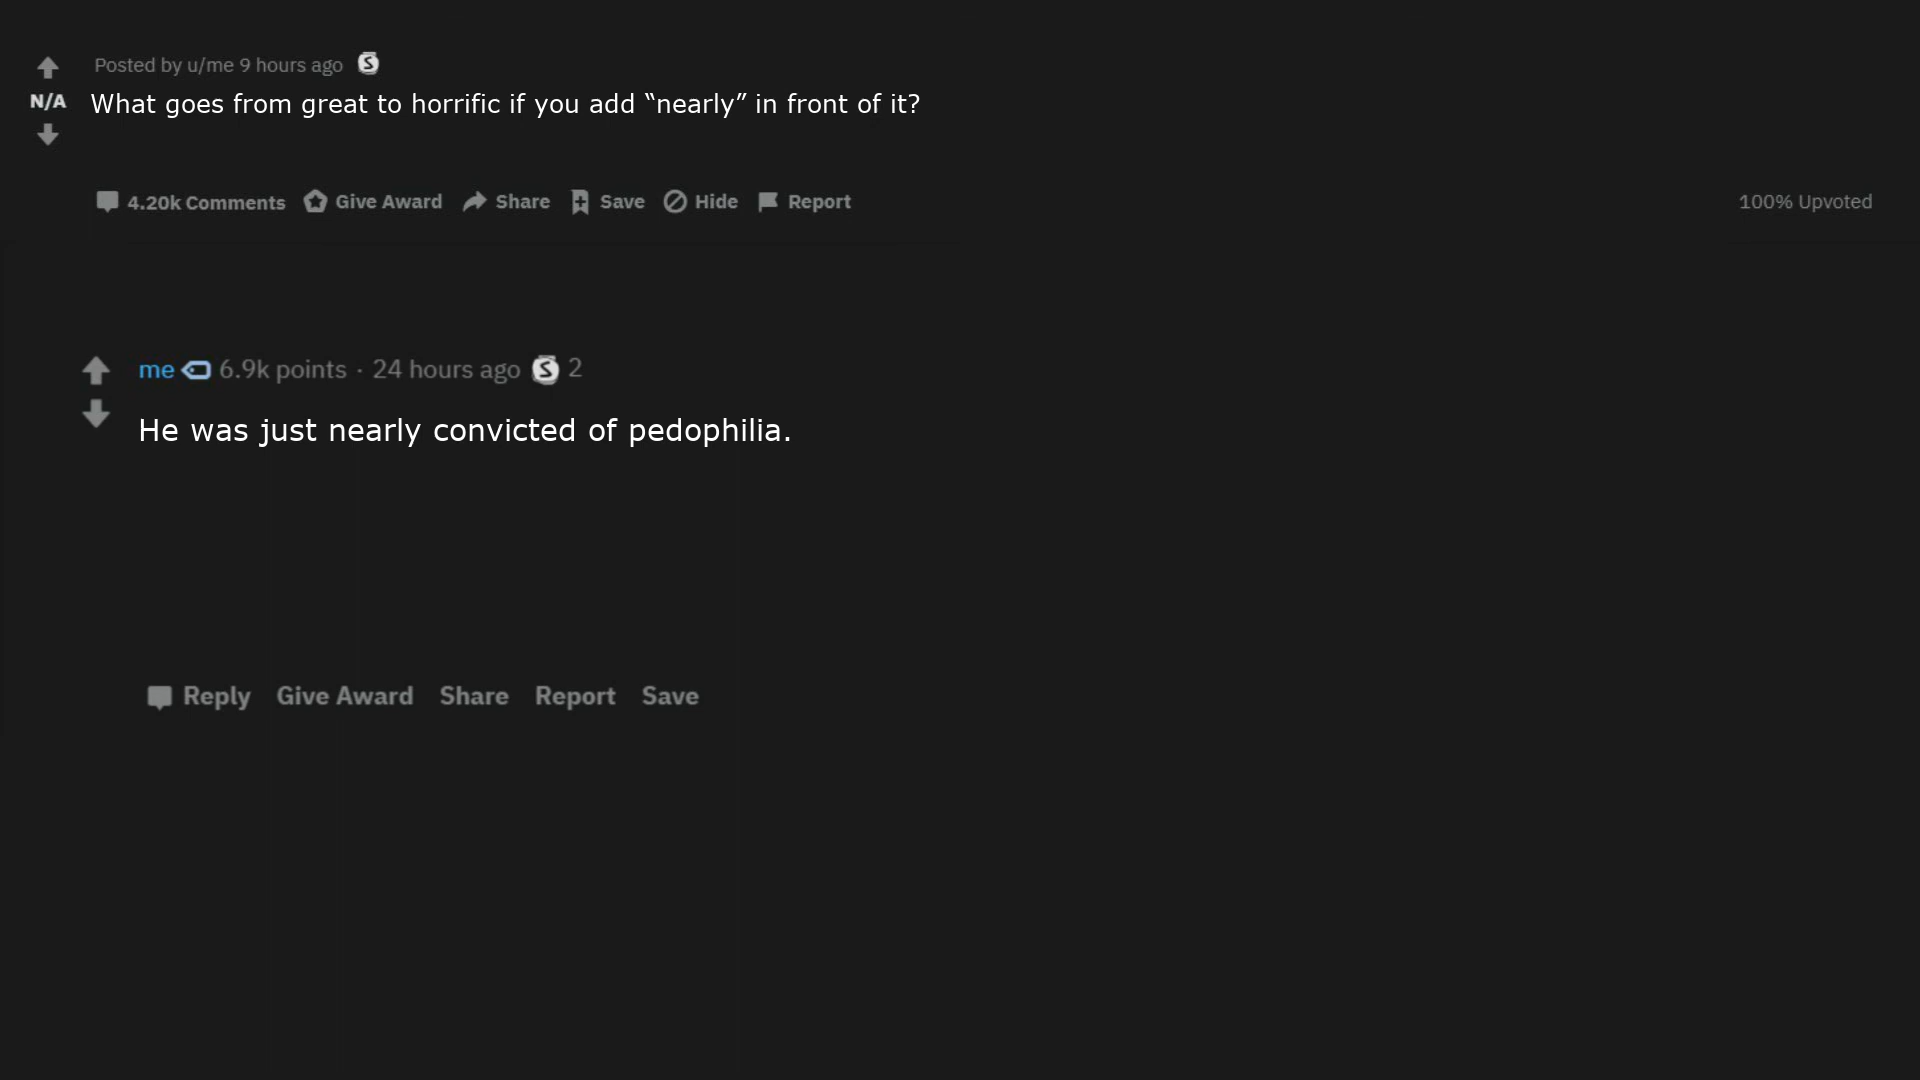 Posted by u/me 9 hours ago S
N/A
What goes from great to horrific if you add “nearly” in front of it?
4.20k Comments Give Award Share Save Hide Report 100% Upvoted
me 6.9k points · 24 hours ago S 2
He was just nearly convicted of pedophilia.
Reply Give Award Share Report Save